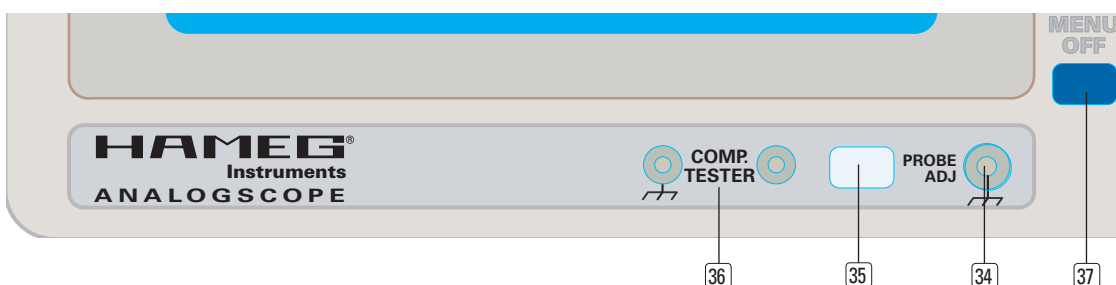 MENU
OFF
HAMEG®
Instruments
ANALOGSCOPE
COMP.
TESTER
PROBE
ADJ
36
35
34
37